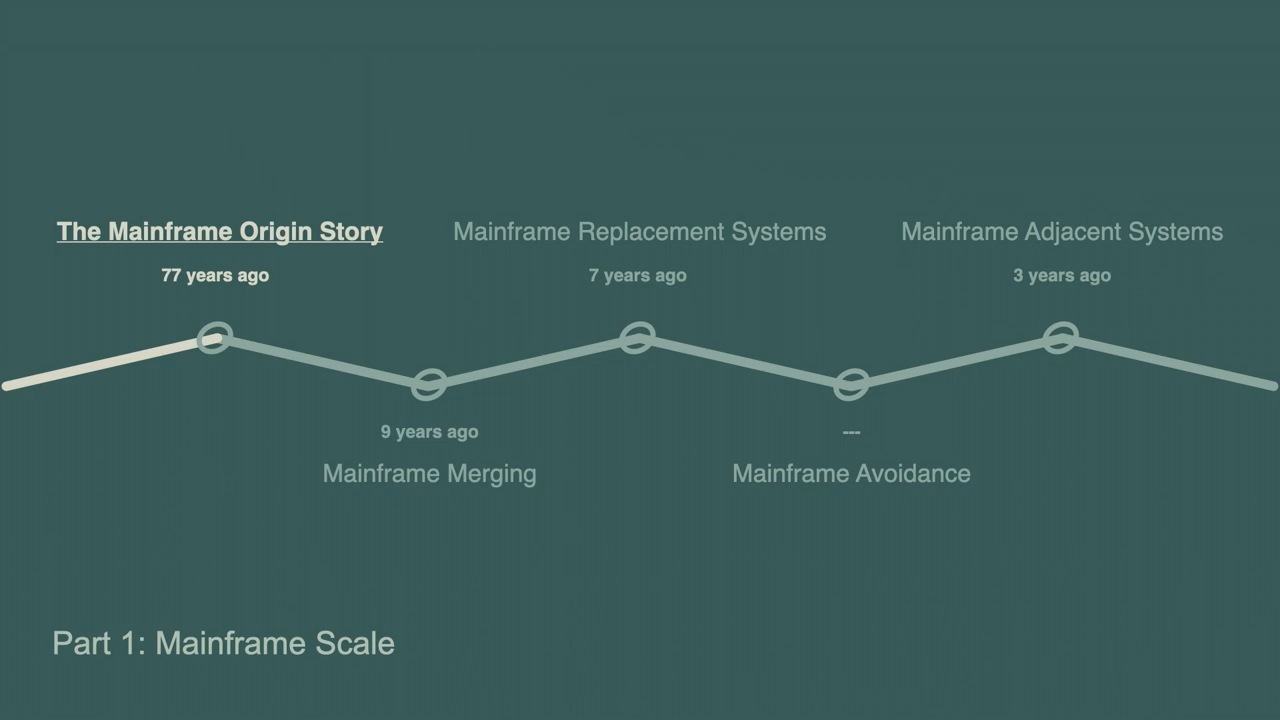 The Mainframe Origin Story
77 years ago
Mainframe Replacement Systems
7 years ago
Mainframe Adjacent Systems
3 years ago
9 years ago
Mainframe Merging
---
Mainframe Avoidance
Part 1: Mainframe Scale